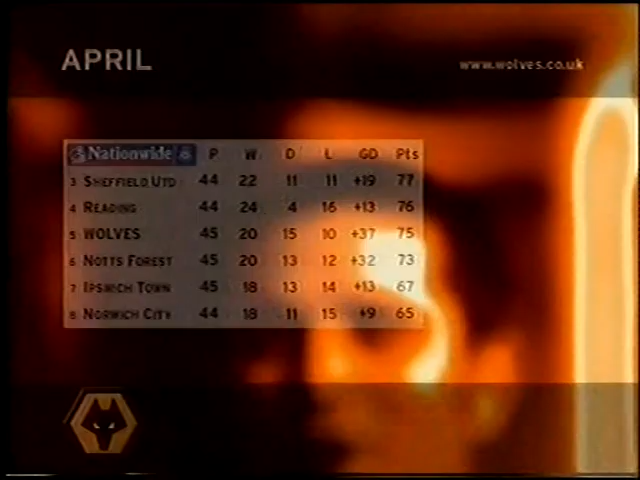 APRIL
www.wolves.co.uk
Nationwide P W D L GD Pts
3 SHEFFIELD UTD 44 22 11 11 +19 77
4 READING 44 24 4 16 +13 76
5 WOLVES 45 20 15 10 +37 75
6 NOTTS FOREST 45 20 13 12 +32 73
7 IPSWICH TOWN 45 18 13 14 +13 67
8 NORWICH CITY 44 18 11 15 +9 65